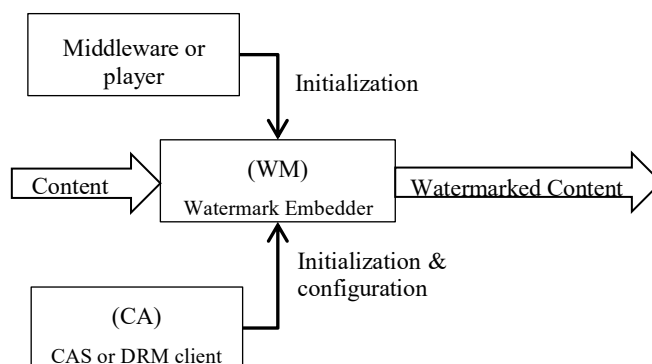 Middleware or
player
Initialization
(WM)
Content
Watermark Embedder
Watermarked Content
Initialization &
configuration
(CA)
CAS or DRM client